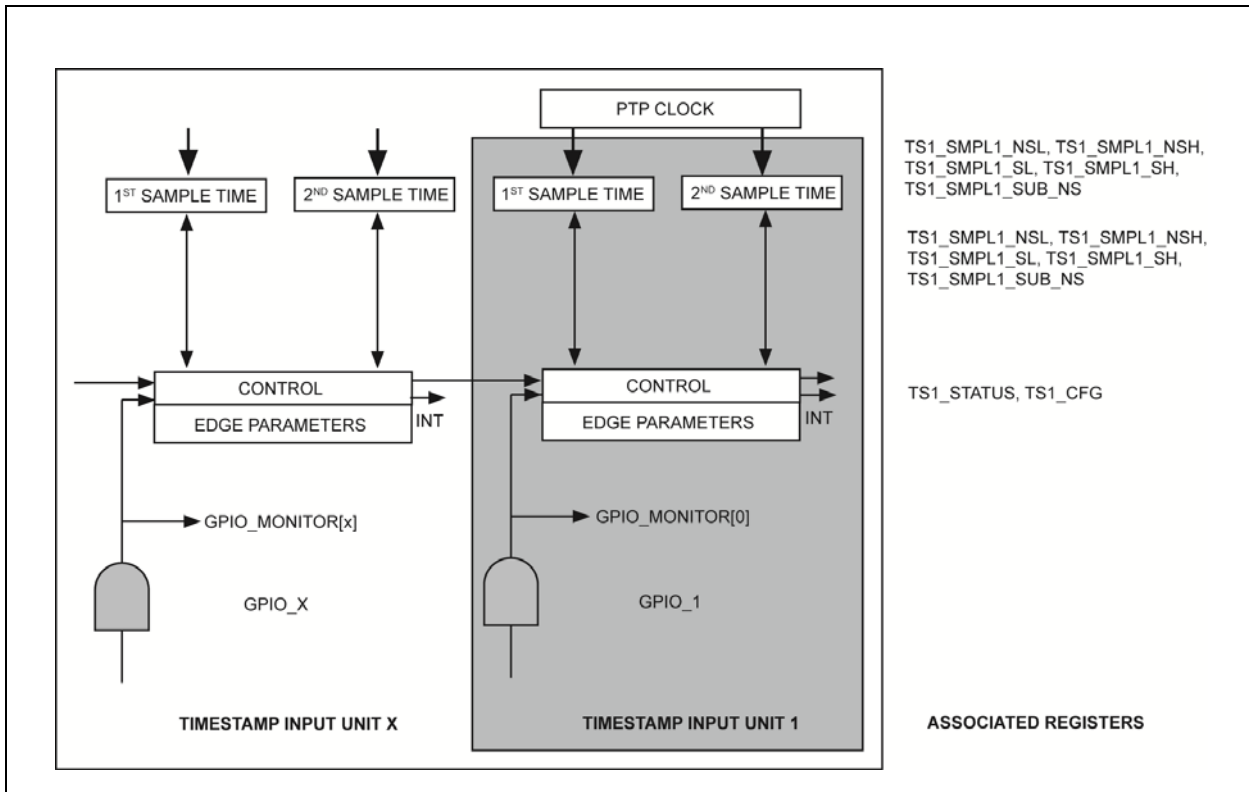 PTP CLOCK
1ST SAMPLE TIME
2ND SAMPLE TIME
1ST SAMPLE TIME
2ND SAMPLE TIME
TS1_SMPL1_NSL, TS1_SMPL1_NSH,
TS1_SMPL1_SL, TS1_SMPL1_SH,
TS1_SMPL1_SUB_NS
TS1_SMPL1_NSL, TS1_SMPL1_NSH,
TS1_SMPL1_SL, TS1_SMPL1_SH,
TS1_SMPL1_SUB_NS
CONTROL
EDGE PARAMETERS
INT
CONTROL
EDGE PARAMETERS
INT
TS1_STATUS, TS1_CFG
GPIO_MONITOR[x]
GPIO_MONITOR[0]
GPIO_X
GPIO_1
TIMESTAMP INPUT UNIT X
TIMESTAMP INPUT UNIT 1
ASSOCIATED REGISTERS